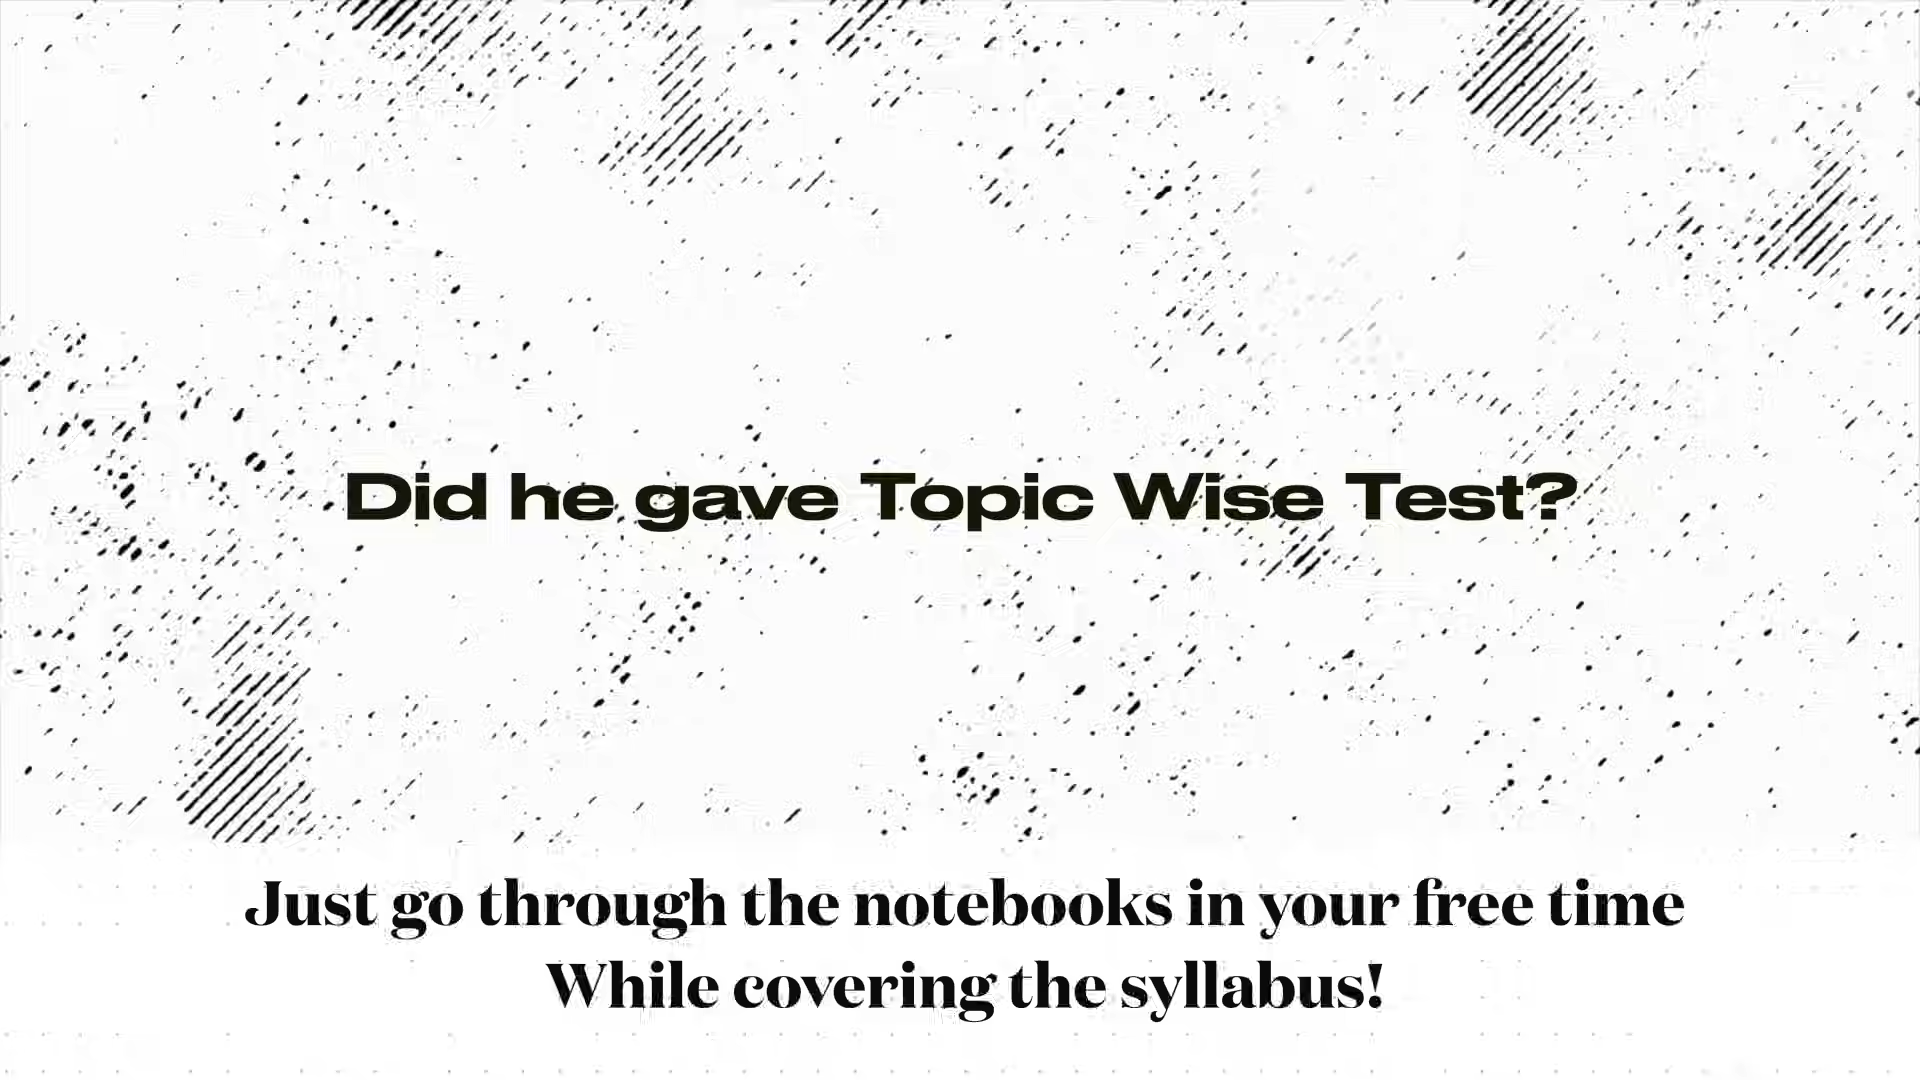 Did he gave Topic Wise Test?
Just go through the notebooks in your free time
While covering the syllabus!